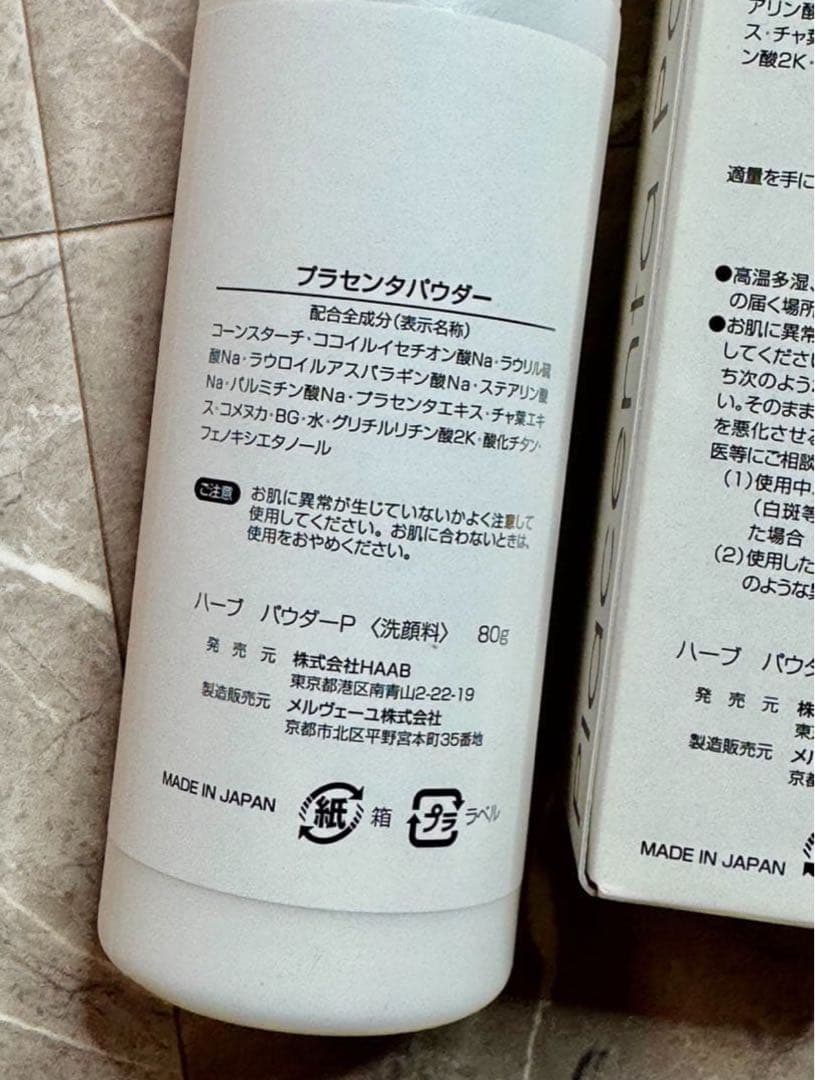 プラセンタパウダー
配合全成分(表示名称)
コーンスターチ・ココイルイセチオン酸Na・ラウリル硫
酸Na・ラウロイルアスパラギン酸Na・ステアリン酸
Na・パルミチン酸Na・プラセンタエキス・チャ葉エキ
ス・コメヌカ・BG・水・グリチルリチン酸2K・酸化チタン・
フェノキシエタノール
ご注意 お肌に異常が生じていないかよく注意して
使用してください。お肌に合わないときは、
使用をおやめください。
ハーブ パウダーP 〈洗顔料〉 80g
発売元 株式会社HAAB
東京都港区南青山2-22-19
製造販売元 メルヴェーユ株式会社
京都市北区平野宮本町35番地
MADE IN JAPAN 紙 箱 プラ ラベル
Placenta
アリン酸
ス・チャ葉
ン酸2K・
適量を手に
●高温多湿、
の届く場所
●お肌に異常
してください
ち次のような
い。そのまま
を悪化させる
医等にご相談
(1)使用中、
(白斑等
た場合
(2)使用した
のような異
ハーブ パウダ
発売元 株
東
製造販売元 メル
京都
MADE IN JAPAN